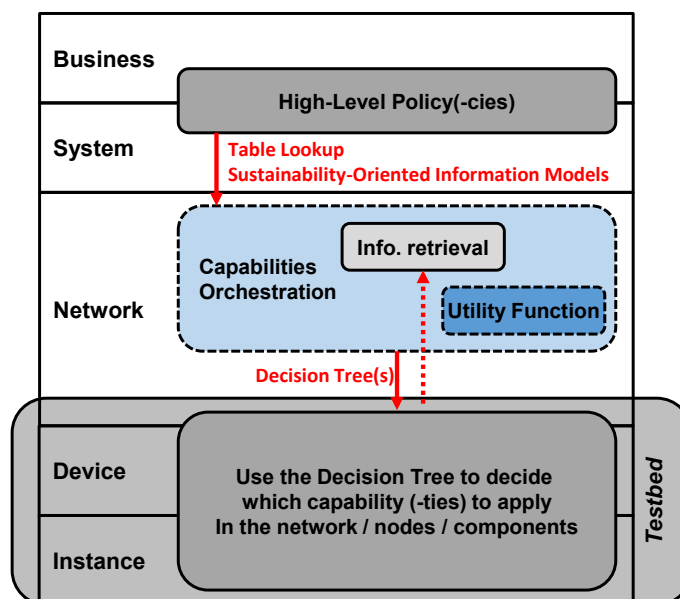 Business
High-Level Policy(-cies)
System
Table Lookup
Sustainability-Oriented Information Models
Info. retrieval
Capabilities
Orchestration
Network
Utility Function
Decision Tree(s)
Device
Use the Decision Tree to decide
which capability (-ties) to apply
In the network / nodes / components
Instance
Testbed